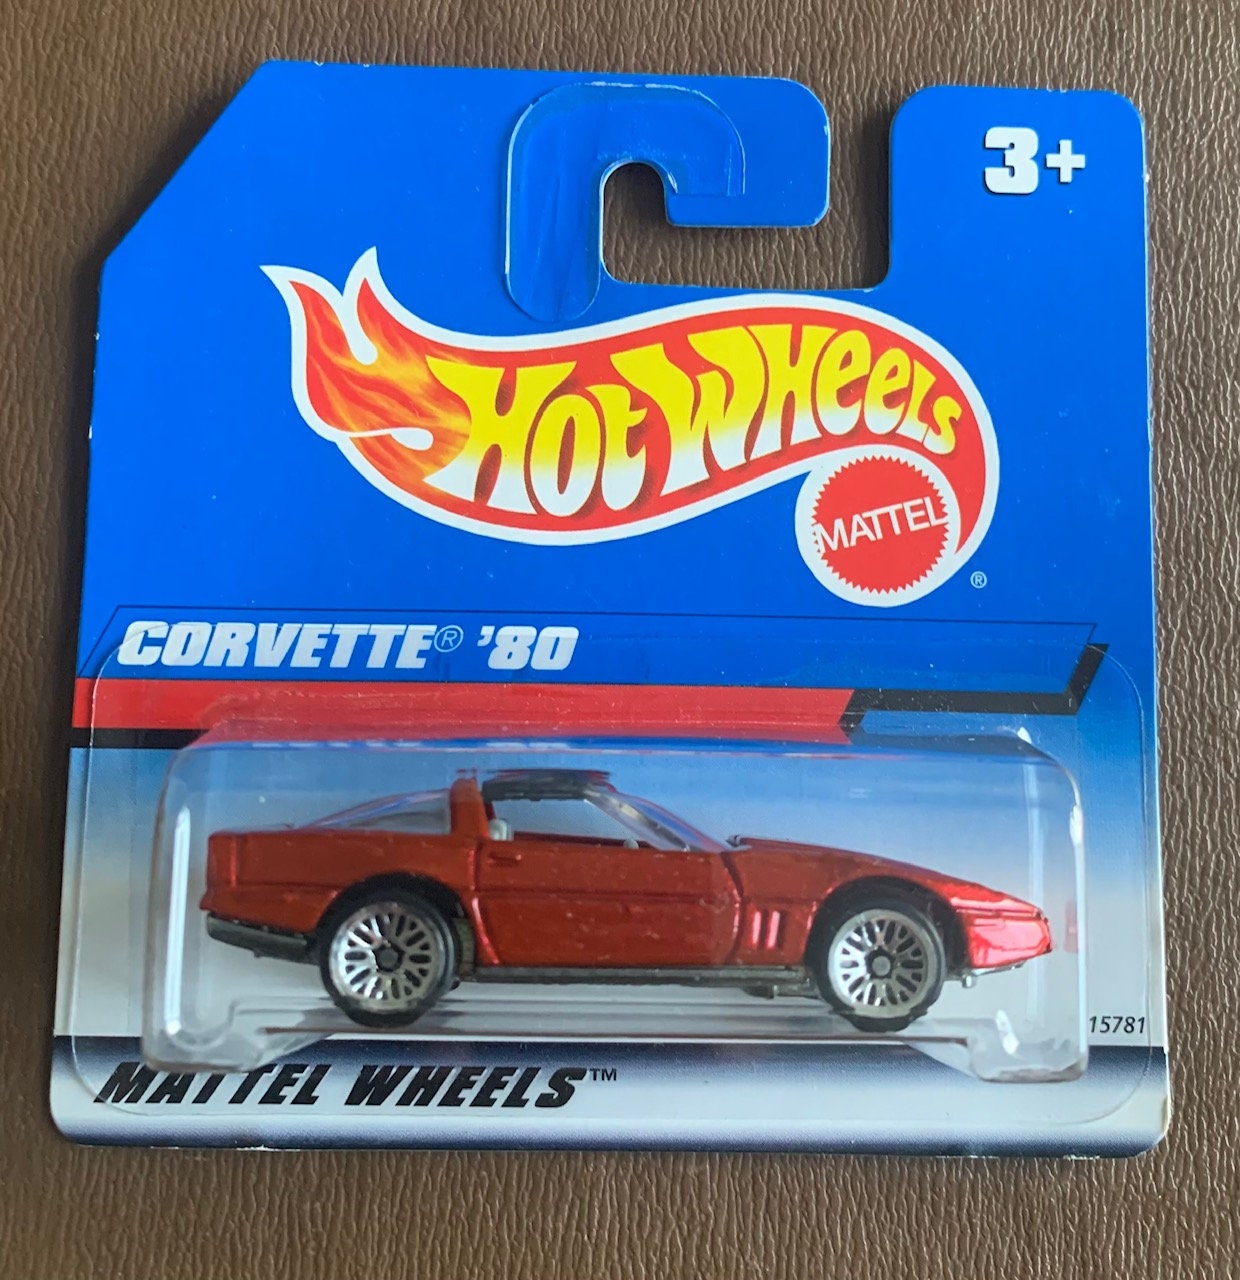 3+
HOT WHEELS
MATTEL
®
CORVETTE® '80
15781
MATTEL WHEELS™